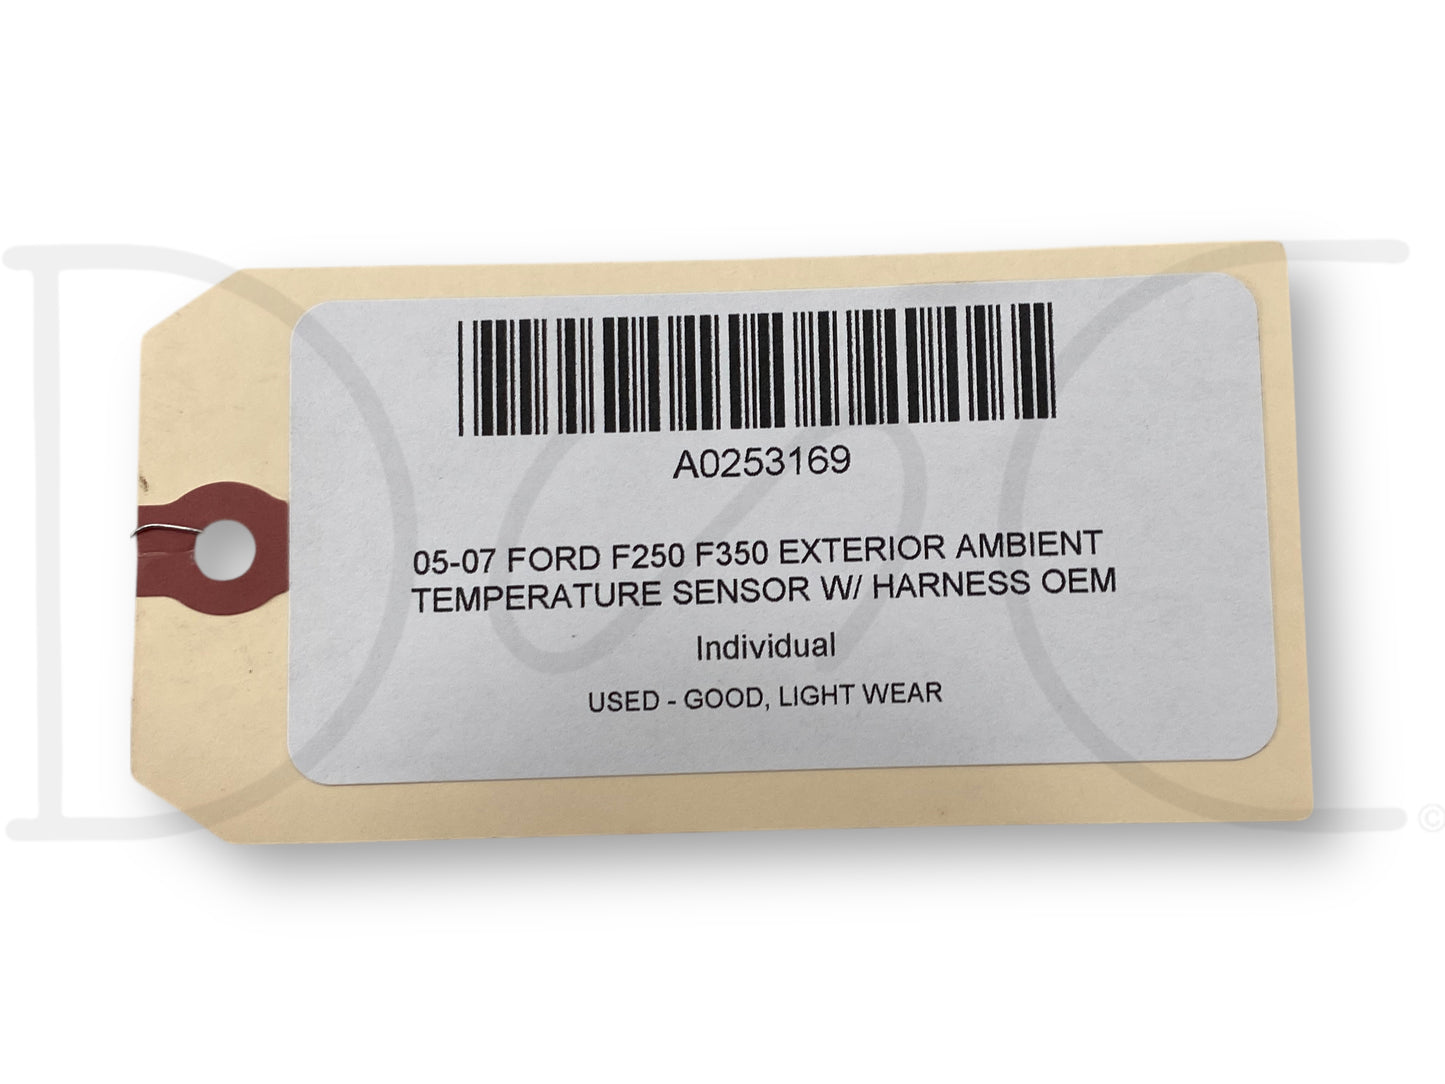 A0253169
05-07 FORD F250 F350 EXTERIOR AMBIENT
TEMPERATURE SENSOR W/ HARNESS OEM
Individual
USED - GOOD, LIGHT WEAR
D S C ©